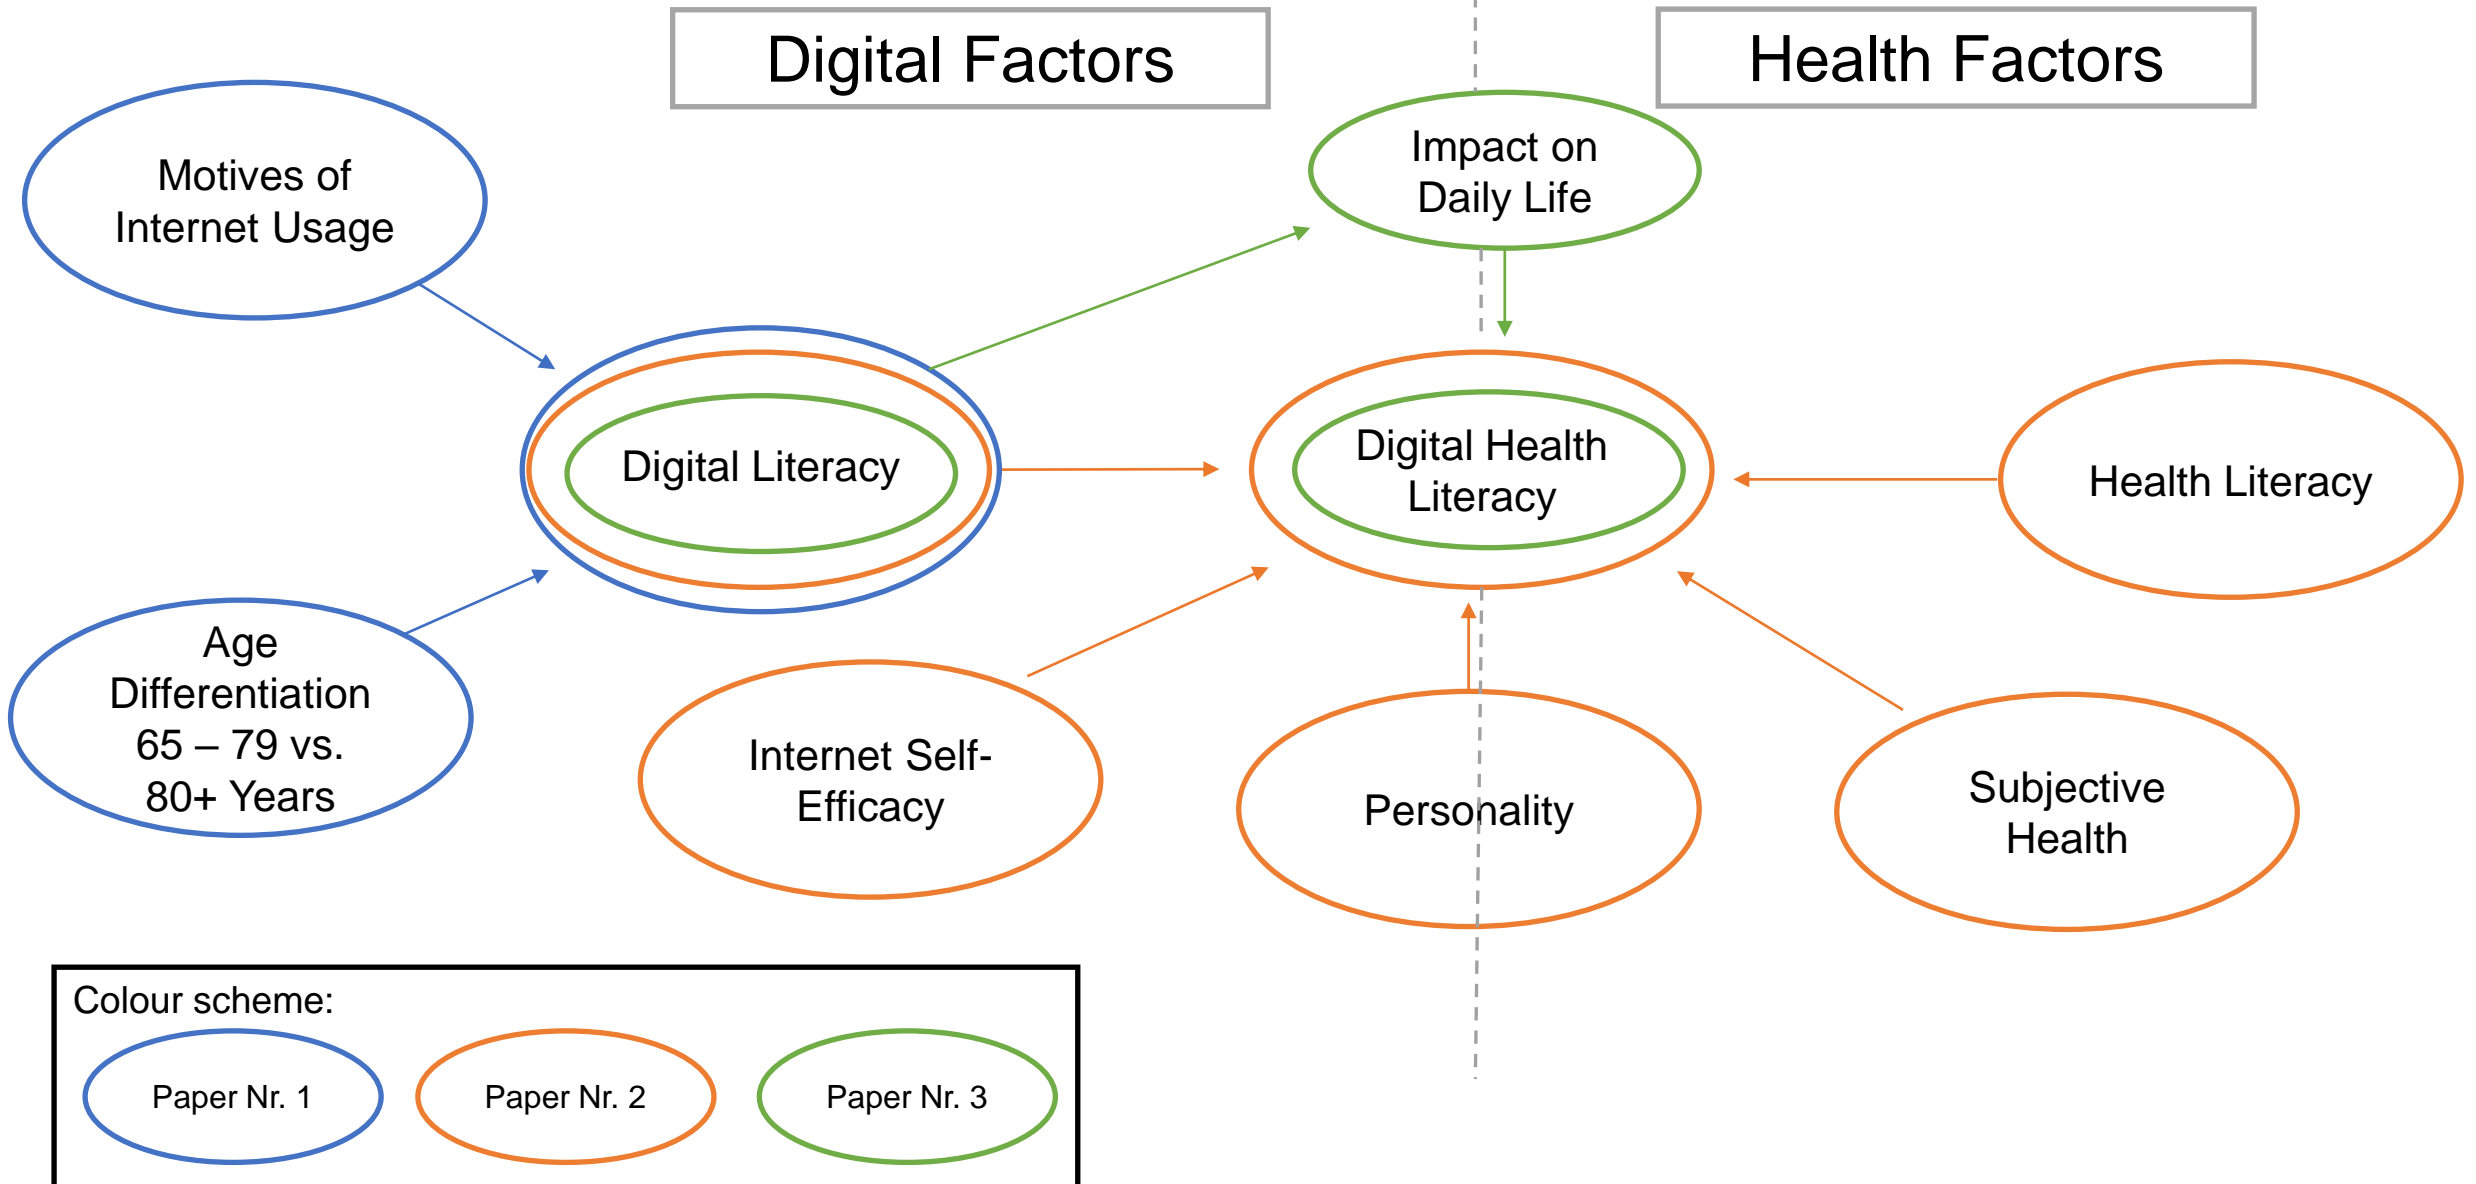 Digital Factors
Health Factors
Impact on
Daily Life
Motives of
Internet Usage
Digital Literacy
Digital Health
Literacy
Health Literacy
Age
Differentiation
65 – 79 vs.
80+ Years
Internet Self-
Efficacy
Personality
Subjective
Health
Colour scheme:
Paper Nr. 1
Paper Nr. 2
Paper Nr. 3